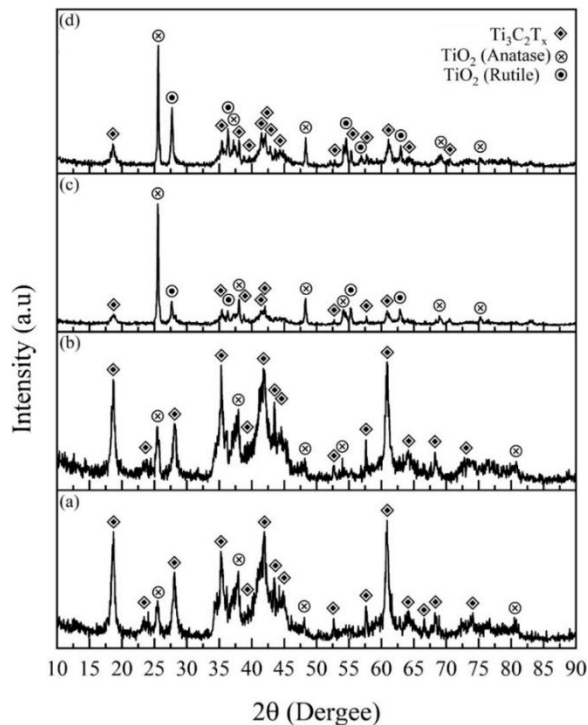 (d)
Ti₃C₂Tₓ
TiO₂ (Anatase)
TiO₂ (Rutile)
(c)
(b)
(a)
Intensity (a.u)
10 15 20 25 30 35 40 45 50 55 60 65 70 75 80 85 90
2θ (Dergee)